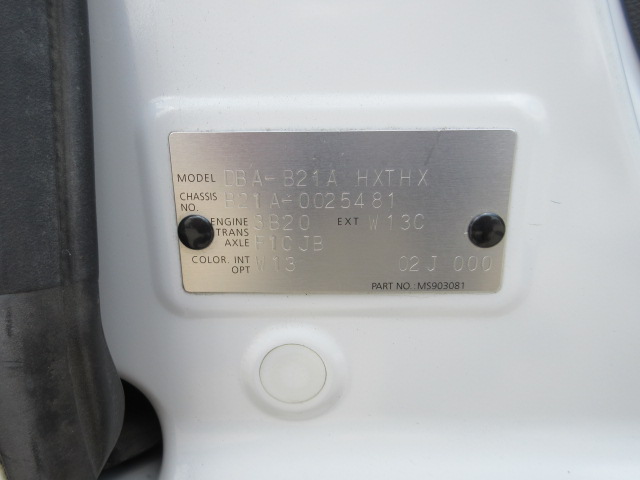 MODEL DBA-B21A HXTHX
CHASSIS NO. B21A-0025481
ENGINE 3B20 EXT W13C
TRANS AXLE F1CJB
COLOR. INT V13
OPT 02J 000
PART NO.:MS903081